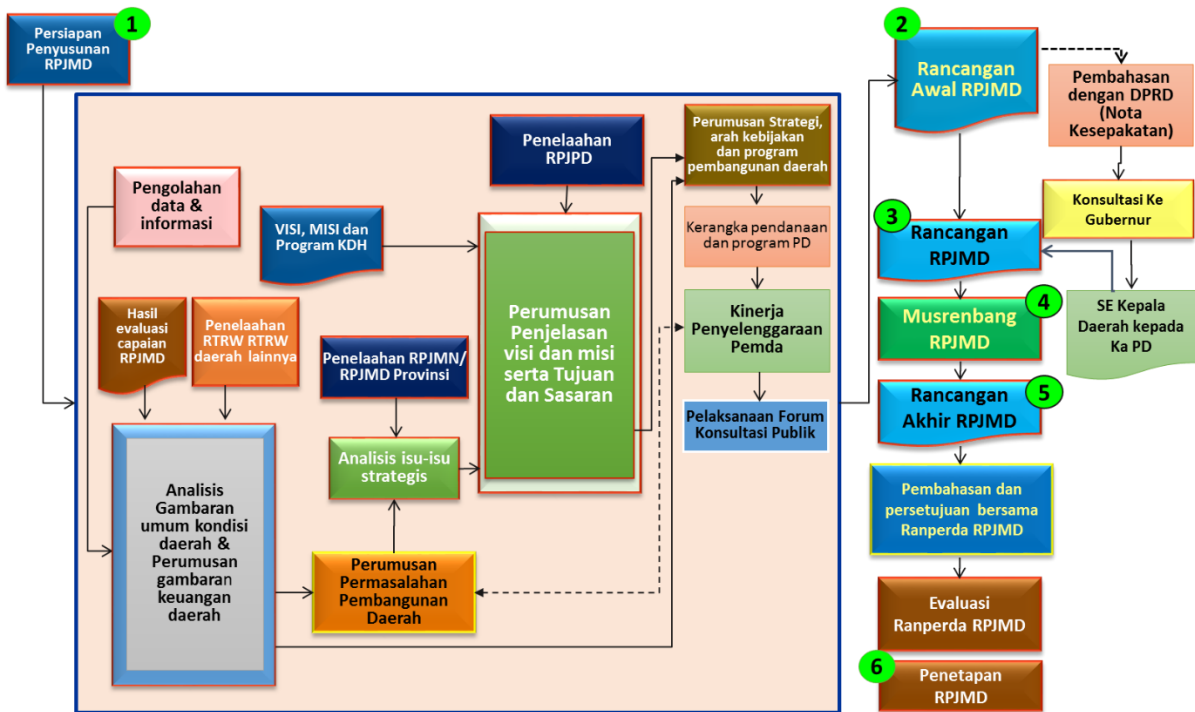 1
Persiapan
Penyusunan
RPJMD
Pengolahan
data &
informasi
VISI, MISI dan
Program KDH
Penelaahan
RPJPD
Hasil
evaluasi
capaian
RPJMD
Penelaahan
RTRW RTRW
daerah lainnya
Penelaahan RPJMN/
RPJMD Provinsi
Perumusan
Penjelasan
visi dan misi
serta Tujuan
dan Sasaran
Analisis isu-isu
strategis
Analisis
Gambaran
umum kondisi
daerah &
Perumusan
gambaran
keuangan
daerah
Perumusan
Permasalahan
Pembangunan
Daerah
Perumusan Strategi,
arah kebijakan
dan program
pembangunan daerah
Kerangka pendanaan
dan program PD
Kinerja
Penyelenggaraan
Pemda
Pelaksanaan Forum
Konsultasi Publik
2
Rancangan
Awal RPJMD
Pembahasan
dengan DPRD
(Nota
Kesepakatan)
Konsultasi Ke
Gubernur
SE Kepala
Daerah kepada
Ka PD
3
Rancangan
RPJMD
4
Musrenbang
RPJMD
5
Rancangan
Akhir RPJMD
Pembahasan dan
persetujuan bersama
Ranperda RPJMD
Evaluasi
Ranperda RPJMD
6
Penetapan
RPJMD